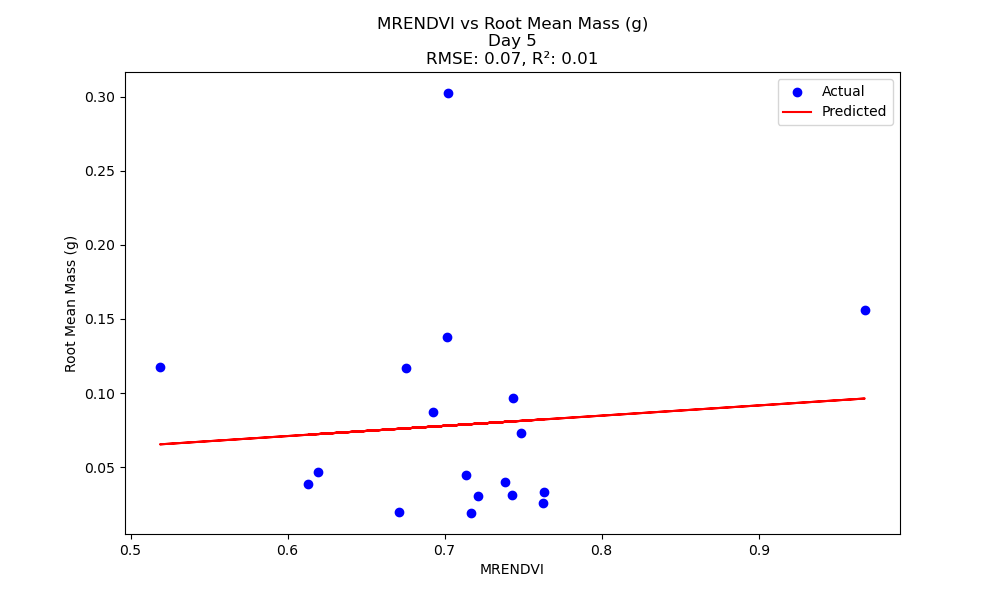 MRENDVI vs Root Mean Mass (g)
Day 5
RMSE: 0.07, R²: 0.01
Actual
Predicted
0.30
0.25
0.20
0.15
0.10
0.05
Root Mean Mass (g)
0.5 0.6 0.7 0.8 0.9
MRENDVI